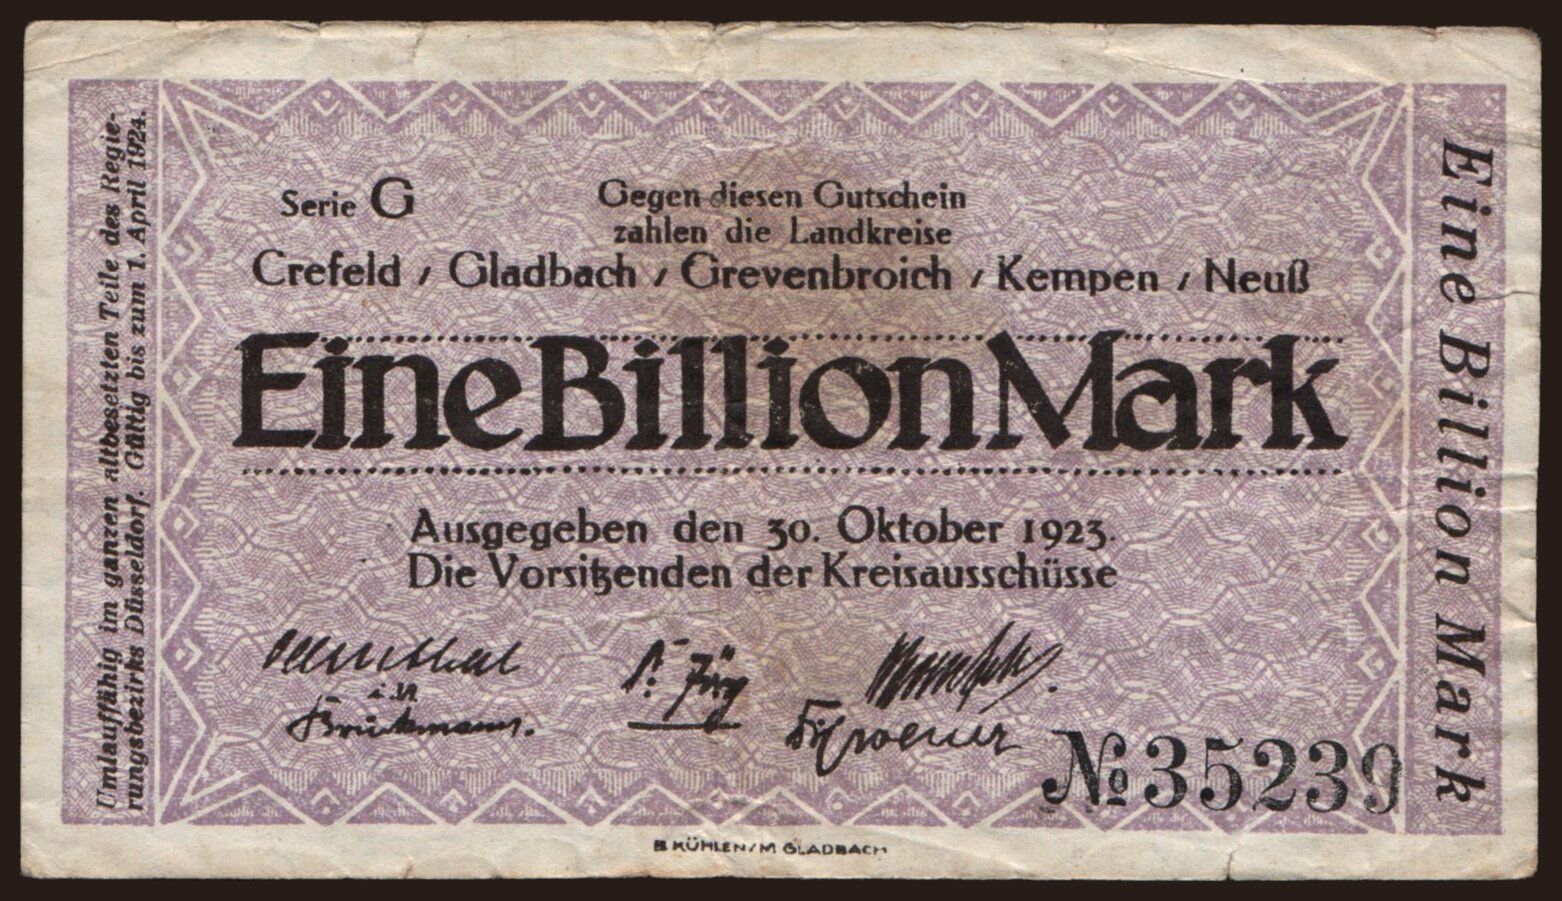 Umlauffähig im ganzen altbesetzten Teile des Regie-
rungsbezirks Düsseldorf. Gültig bis zum 1. April 1924.
Serie G
Gegen diesen Gutschein
zahlen die Landkreise
Crefeld / Gladbach / Grevenbroich / Kempen / Neuß
Eine Billion Mark
Ausgegeben den 30. Oktober 1923.
Die Vorsitzenden der Kreisausschüsse
Brückmann.
№ 35239
Eine Billion Mark
B. KÜHLEN/M GLADBACH